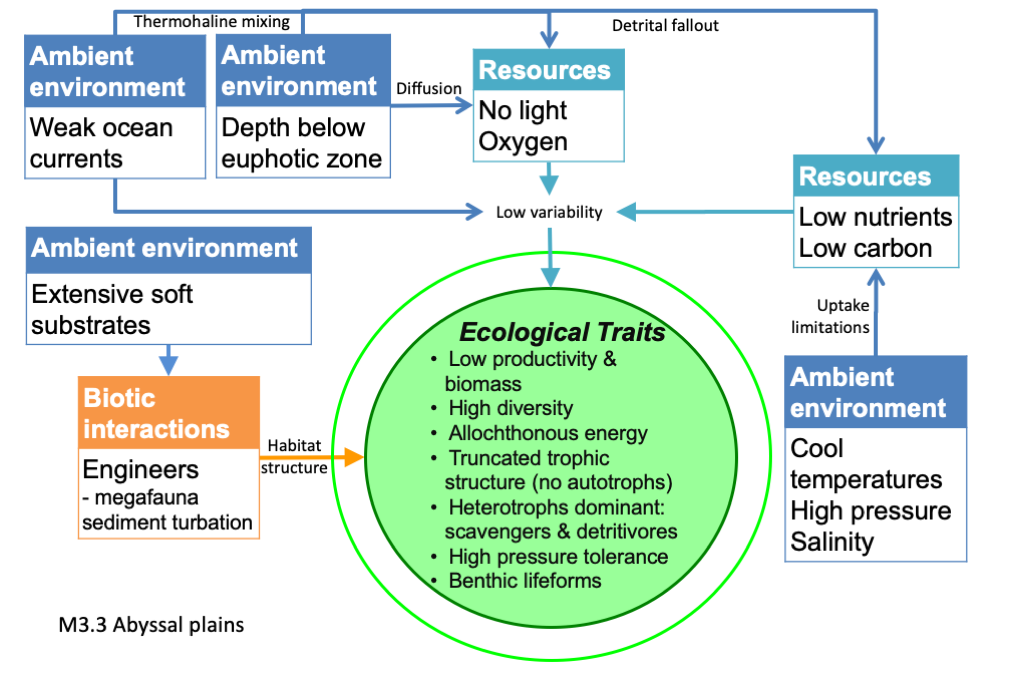 Thermohaline mixing
Detrital fallout
Ambient
environment
Weak ocean
currents
Ambient
environment
Depth below
euphotic zone
Diffusion
Resources
No light
Oxygen
Resources
Low nutrients
Low carbon
Low variability
Ambient environment
Extensive soft
substrates
Uptake
limitations
Biotic
interactions
Engineers
- megafauna
sediment turbation
Habitat
structure
Ecological Traits
• Low productivity &
biomass
• High diversity
• Allochthonous energy
• Truncated trophic
structure (no autotrophs)
• Heterotrophs dominant:
scavengers & detritivores
• High pressure tolerance
• Benthic lifeforms
Ambient
environment
Cool
temperatures
High pressure
Salinity
M3.3 Abyssal plains